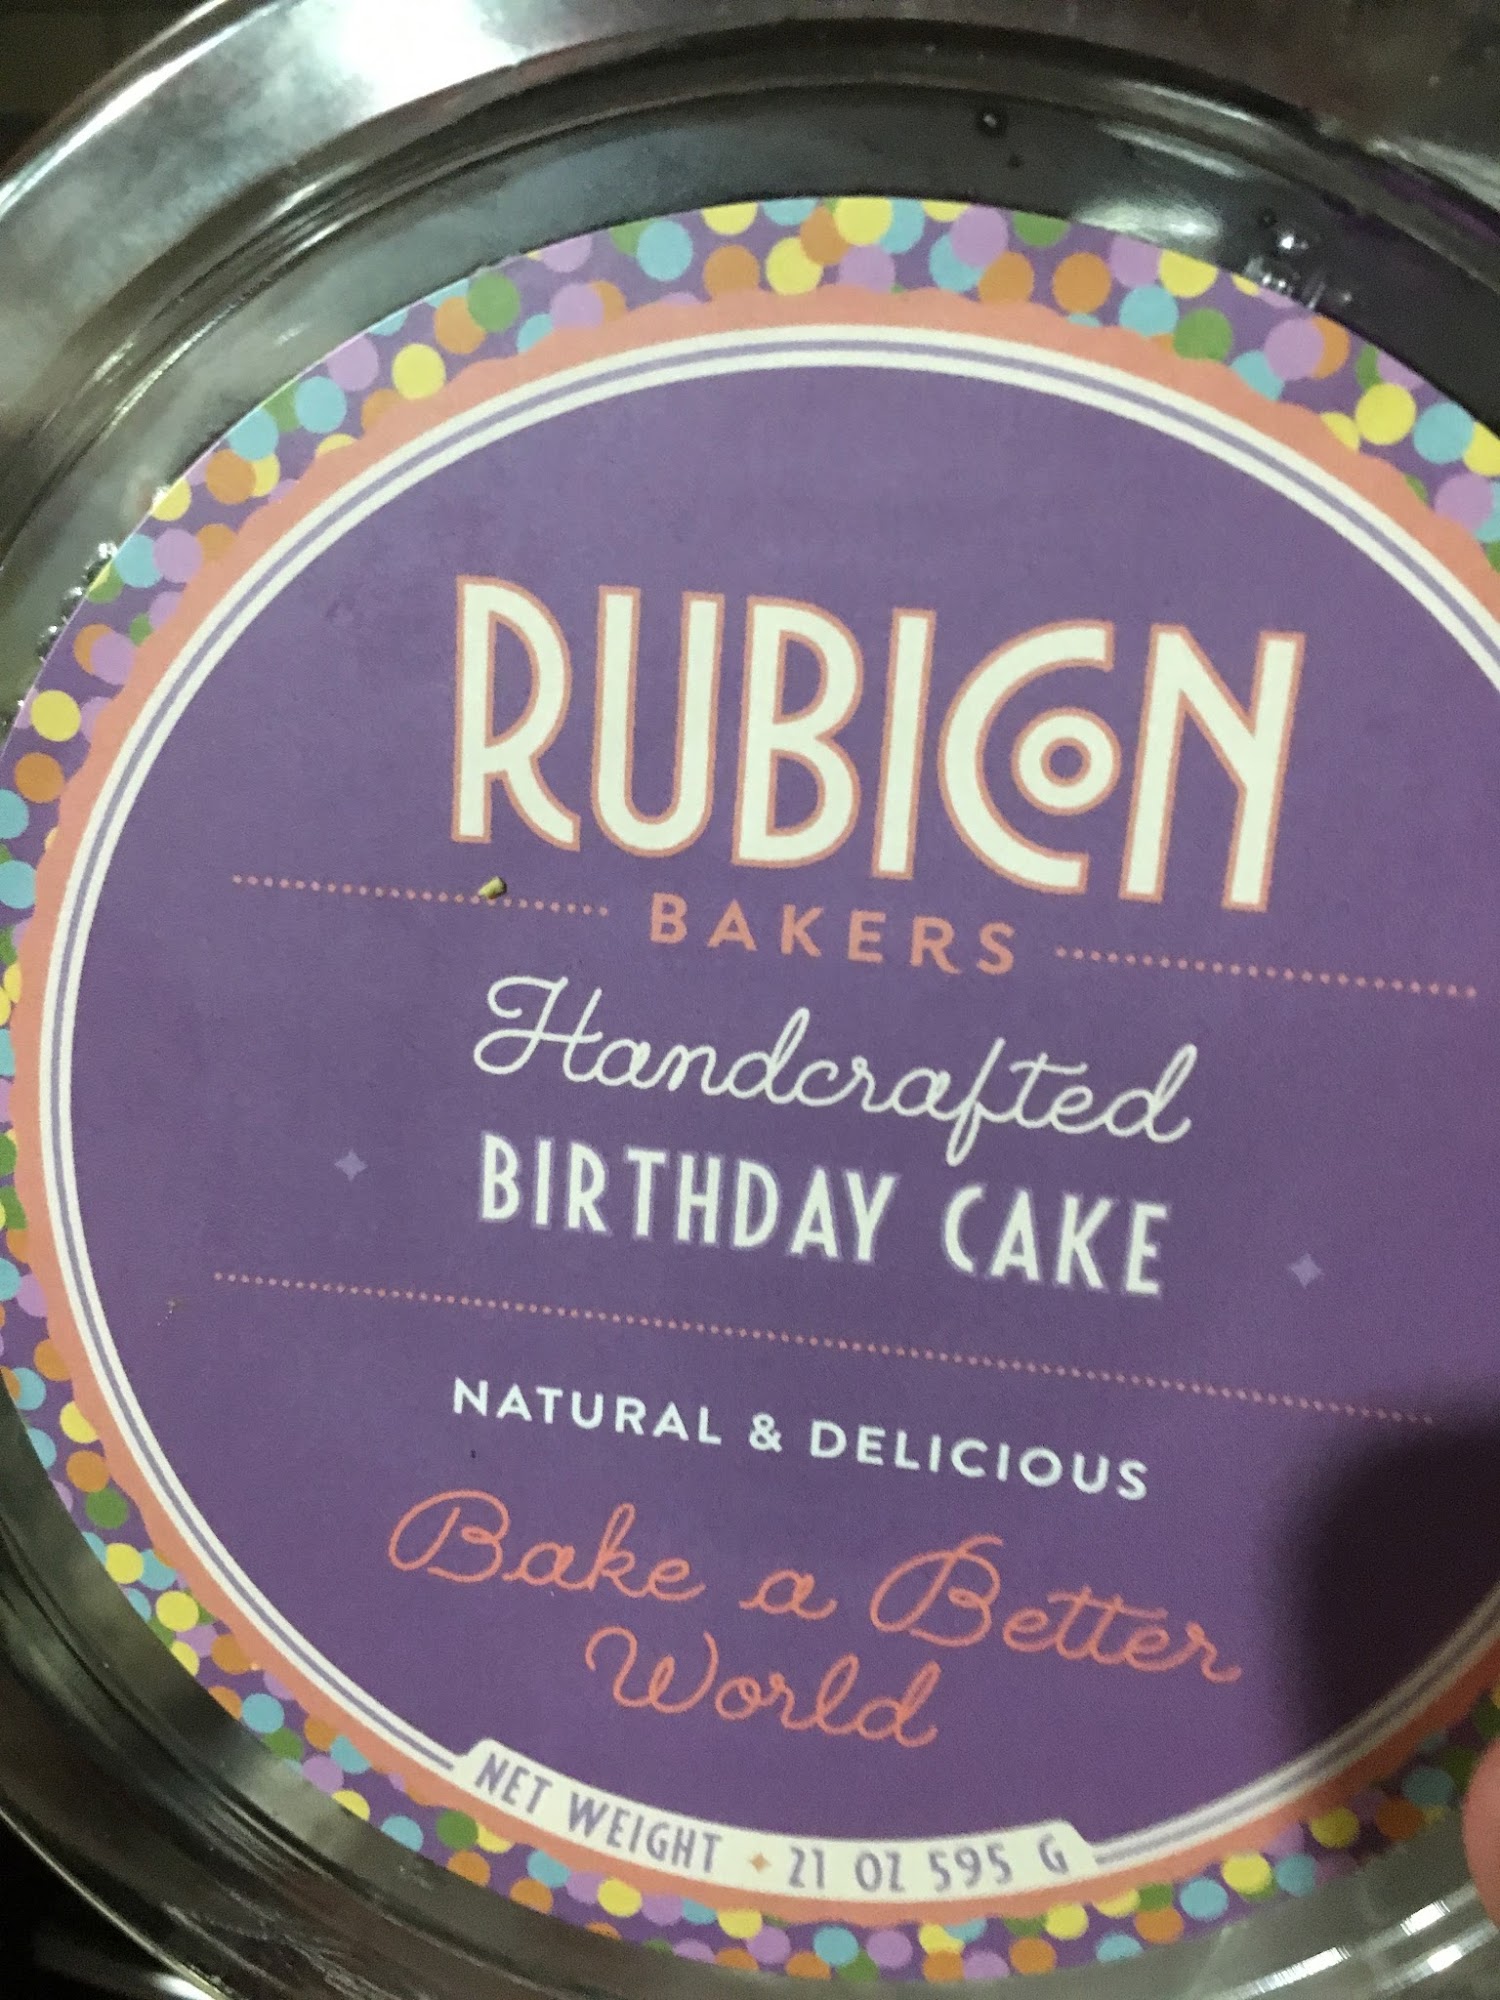 RUBICON
BAKERS
Handcrafted
BIRTHDAY CAKE
NATURAL & DELICIOUS
Bake a Better
World
NET WEIGHT 21 OZ 595 G